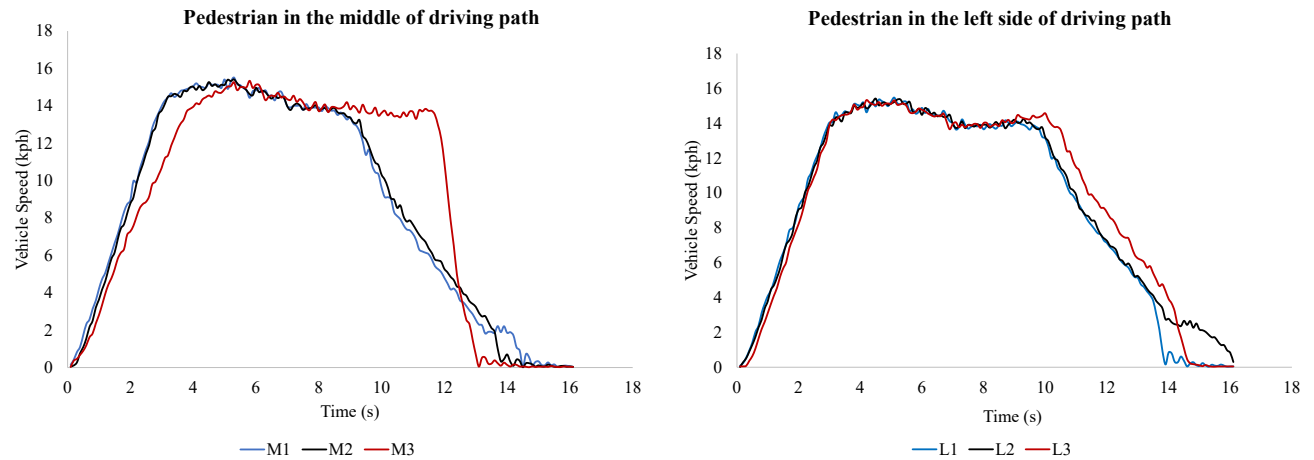 Pedestrian in the middle of driving path
18
16
14
12
10
8
6
4
2
0
Vehicle Speed (kph)
0 2 4 6 8 10 12 14 16 18
Time (s)
M1 M2 M3
Pedestrian in the left side of driving path
18
16
14
12
10
8
6
4
2
0
Vehicle Speed (kph)
0 2 4 6 8 10 12 14 16 18
Time (s)
L1 L2 L3